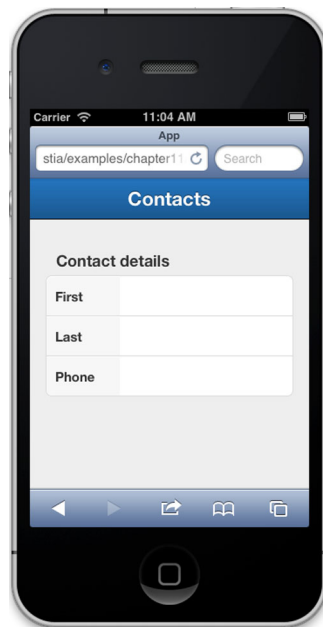 Carrier 11:04 AM
App
stia/examples/chapter11 Search
Contacts
Contact details
First
Last
Phone